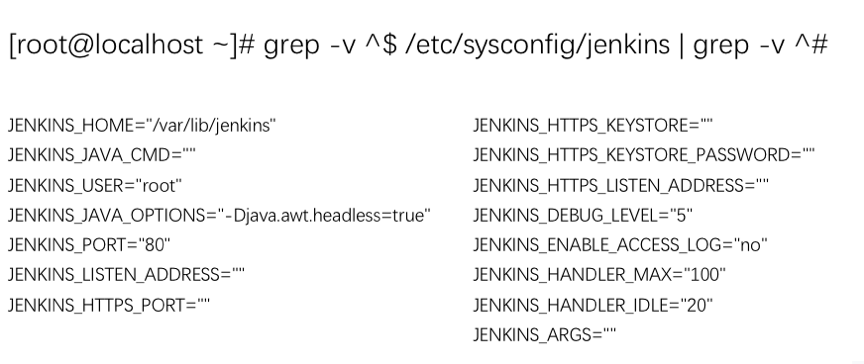 [root@localhost ~]# grep -v ^$ /etc/sysconfig/jenkins | grep -v ^#
JENKINS_HOME="/var/lib/jenkins"
JENKINS_JAVA_CMD=""
JENKINS_USER="root"
JENKINS_JAVA_OPTIONS="-Djava.awt.headless=true"
JENKINS_PORT="80"
JENKINS_LISTEN_ADDRESS=""
JENKINS_HTTPS_PORT=""
JENKINS_HTTPS_KEYSTORE=""
JENKINS_HTTPS_KEYSTORE_PASSWORD=""
JENKINS_HTTPS_LISTEN_ADDRESS=""
JENKINS_DEBUG_LEVEL="5"
JENKINS_ENABLE_ACCESS_LOG="no"
JENKINS_HANDLER_MAX="100"
JENKINS_HANDLER_IDLE="20"
JENKINS_ARGS=""